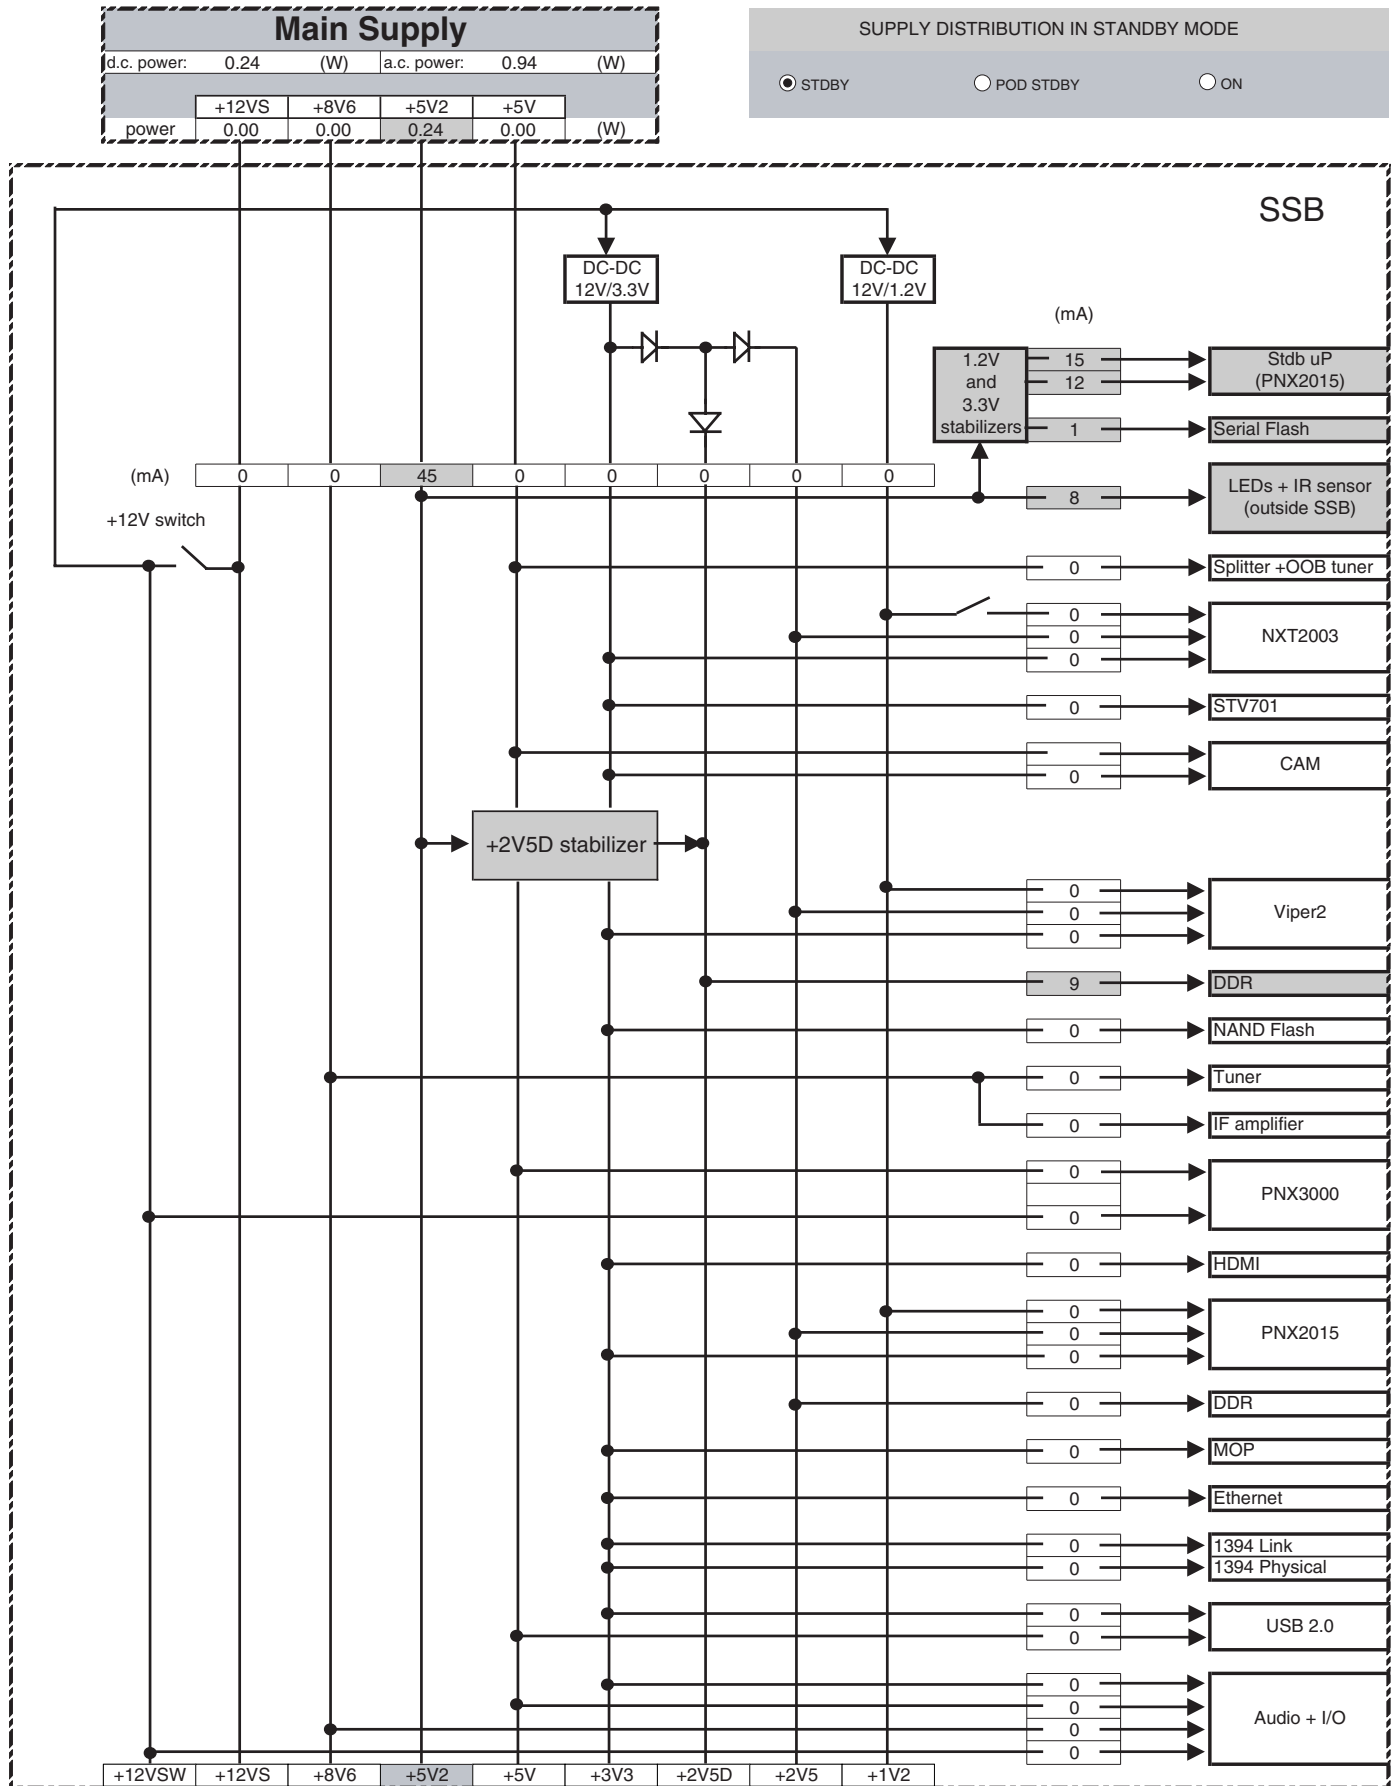 Main Supply
d.c. power: 0.24 (W) a.c. power: 0.94 (W)
+12VS +8V6 +5V2 +5V
power 0.00 0.00 0.24 0.00 (W)
SUPPLY DISTRIBUTION IN STANDBY MODE
STDBY POD STDBY ON
SSB
DC-DC
12V/3.3V
DC-DC
12V/1.2V
(mA)
1.2V
and
3.3V
stabilizers
15
12
Stdb uP
(PNX2015)
1 Serial Flash
(mA) 0 0 45 0 0 0 0 0
8 LEDs + IR sensor
(outside SSB)
+12V switch
0 Splitter +OOB tuner
0
0 NXT2003
0
0 STV701
CAM
0
+2V5D stabilizer
0
0 Viper2
0
9 DDR
0 NAND Flash
0 Tuner
0 IF amplifier
0
PNX3000
0
0 HDMI
0
0 PNX2015
0
0 DDR
0 MOP
0 Ethernet
0 1394 Link
0 1394 Physical
0
USB 2.0
0
0
0
Audio + I/O
0
0
+12VSW +12VS +8V6 +5V2 +5V +3V3 +2V5D +2V5 +1V2